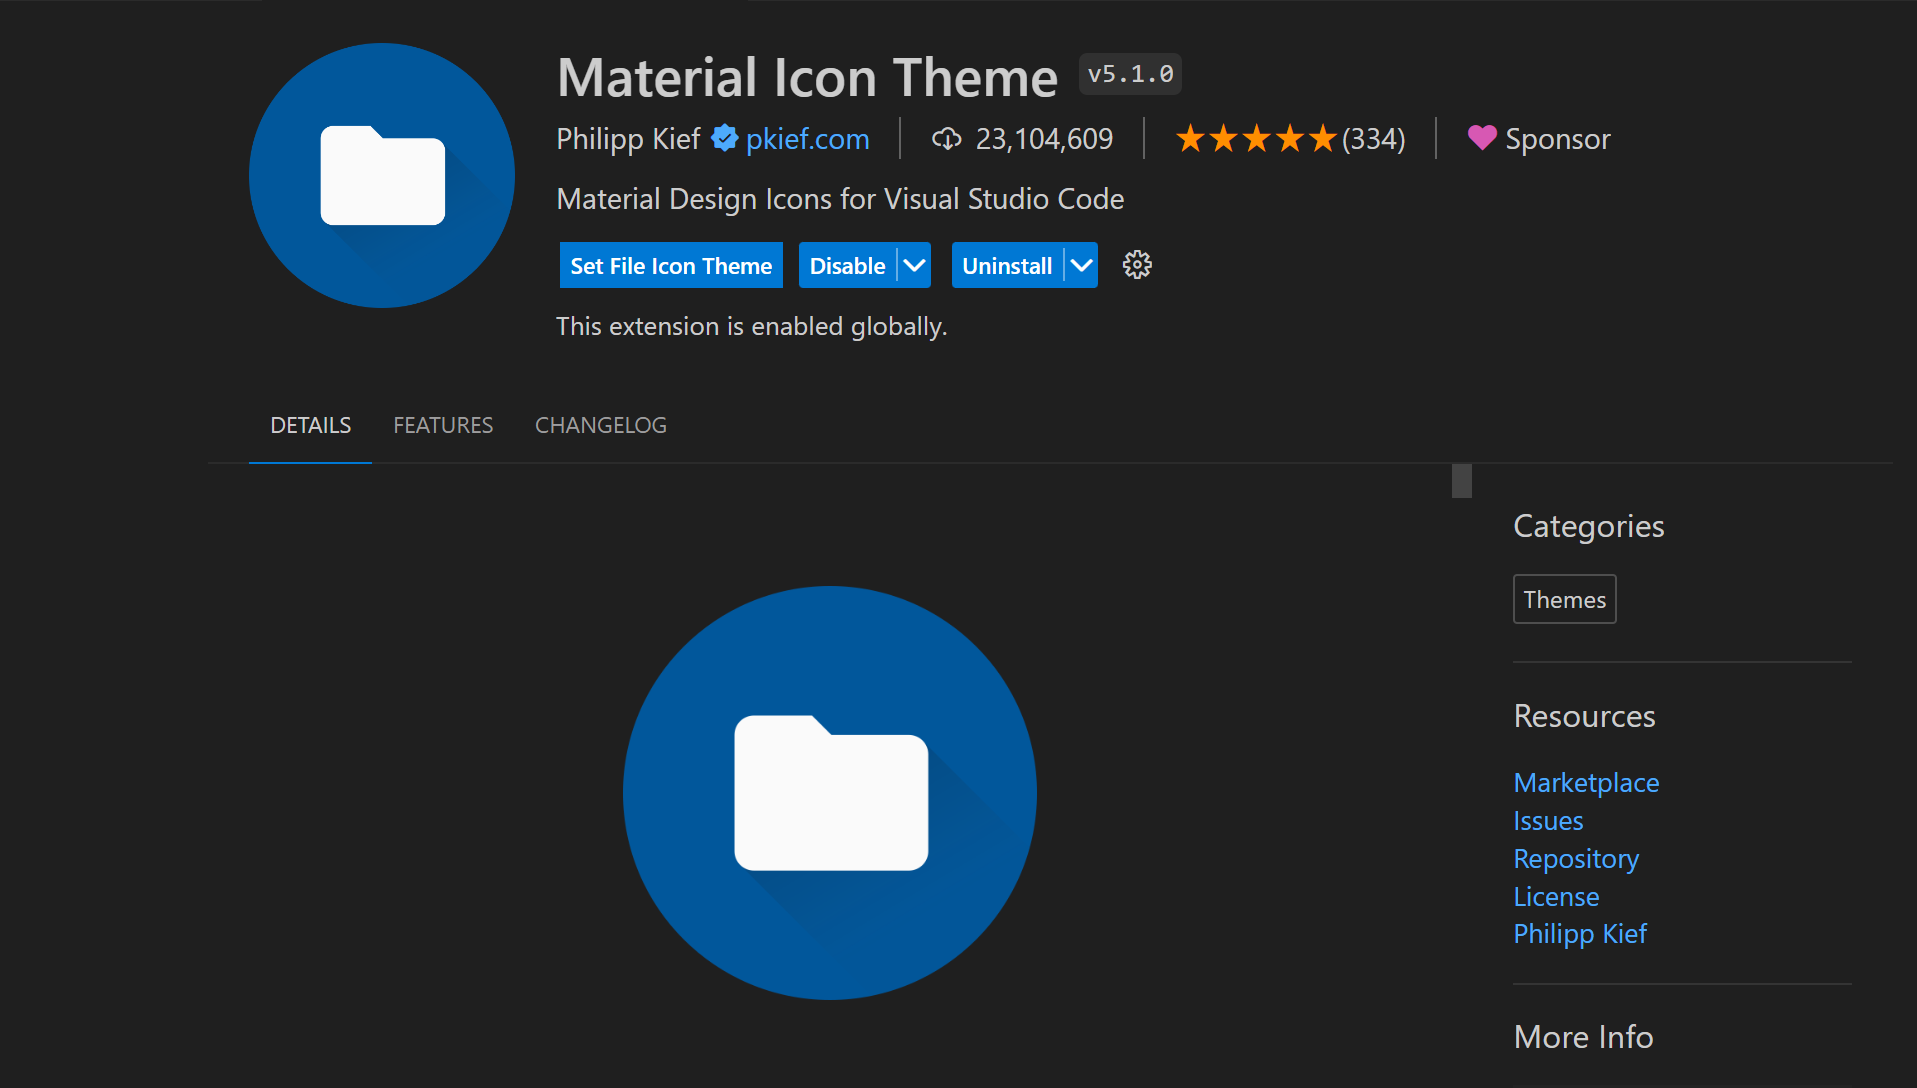 Material Icon Theme v5.1.0
Philipp Kief pkief.com 23,104,609 (334) Sponsor
Material Design Icons for Visual Studio Code
Set File Icon Theme Disable Uninstall
This extension is enabled globally.
DETAILS FEATURES CHANGELOG
Categories
Themes
Resources
Marketplace
Issues
Repository
License
Philipp Kief
More Info